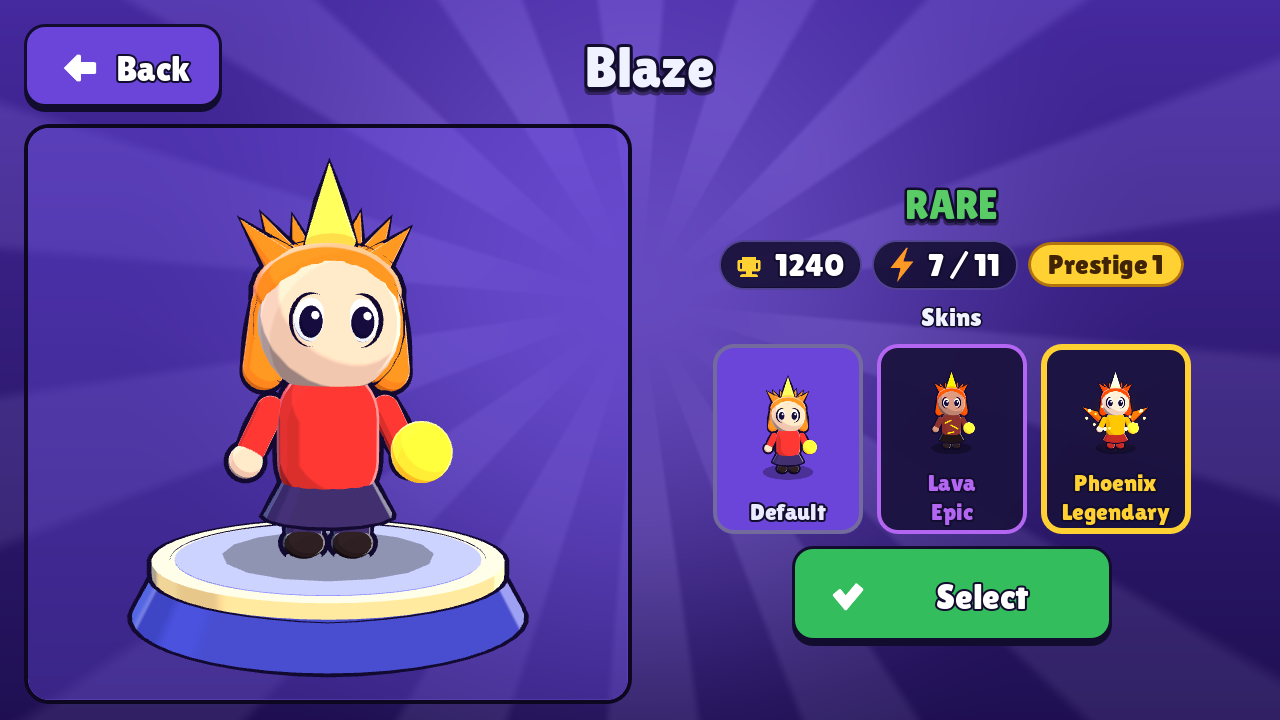 Back
Blaze
RARE
1240
7 / 11
Prestige 1
Skins
Default
Lava
Epic
Phoenix
Legendary
Select